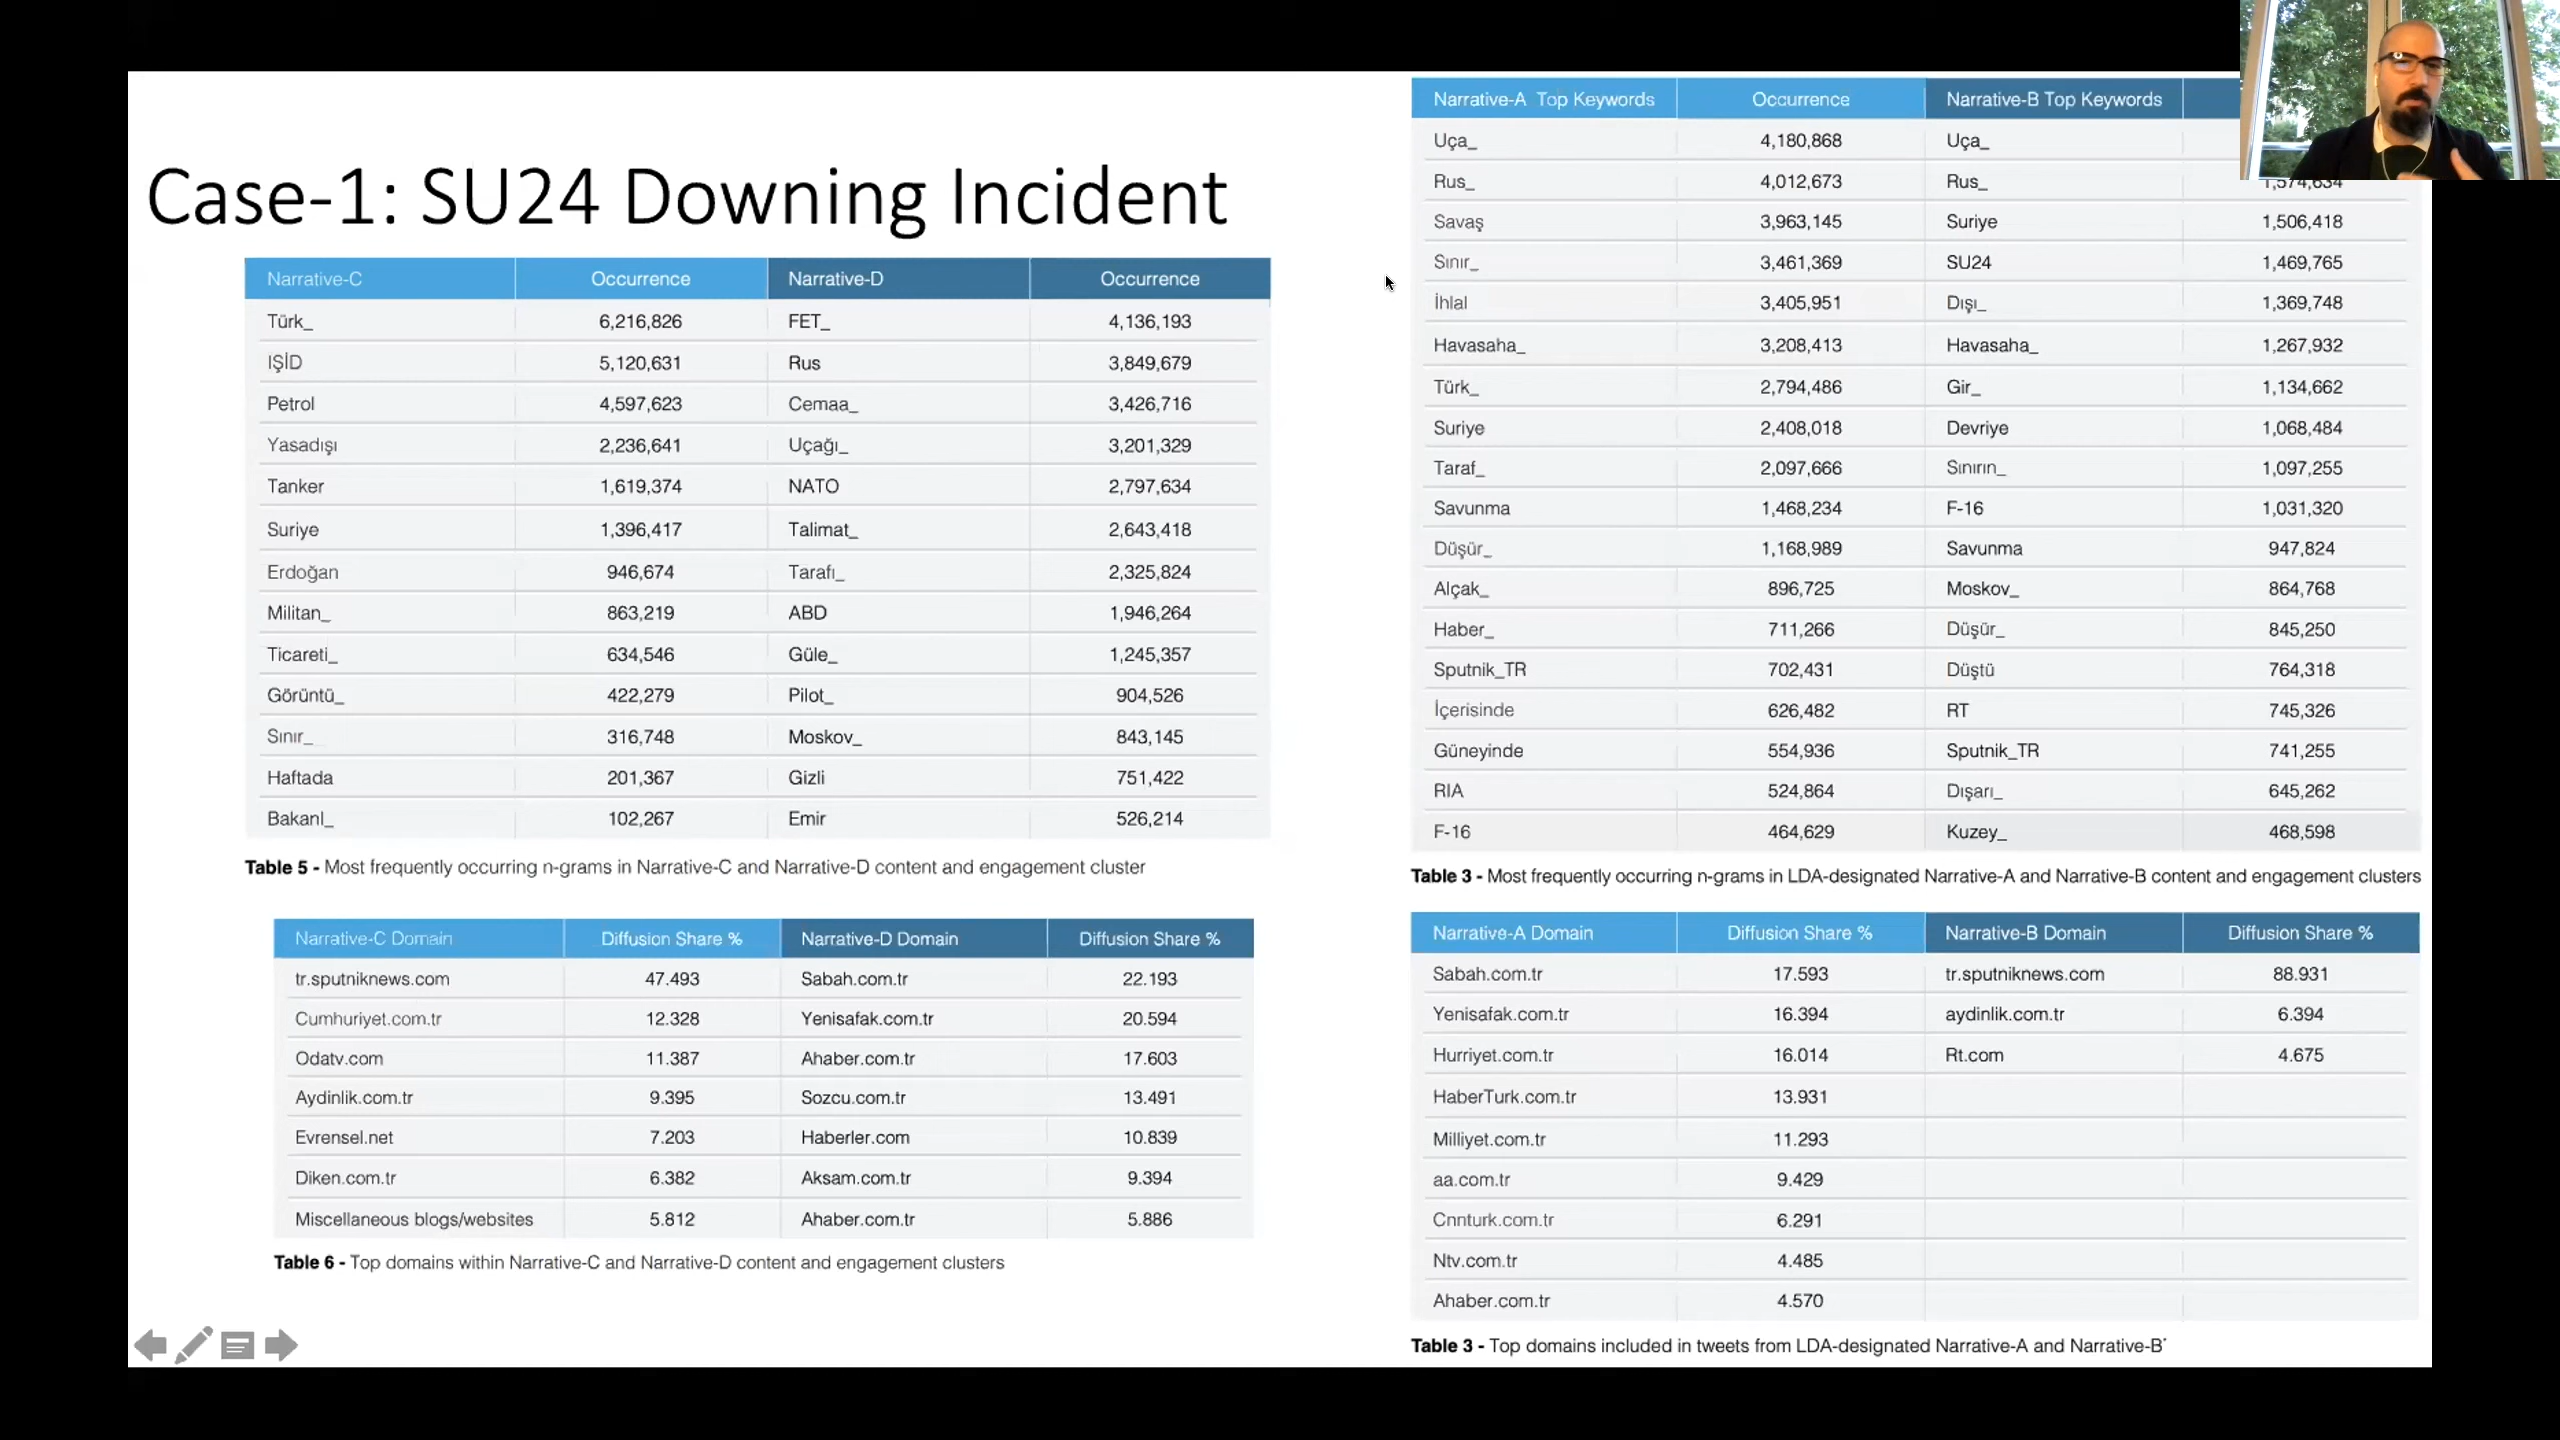 Case-1: SU24 Downing Incident
Narrative-C Occurrence Narrative-D Occurrence
Türk_ 6,216,826 FET_ 4,136,193
IŞİD 5,120,631 Rus 3,849,679
Petrol 4,597,623 Cemaa_ 3,426,716
Yasadışı 2,236,641 Uçağı_ 3,201,329
Tanker 1,619,374 NATO 2,797,634
Suriye 1,396,417 Talimat_ 2,643,418
Erdoğan 946,674 Tarafı_ 2,325,824
Militan_ 863,219 ABD 1,946,264
Ticareti_ 634,546 Güle_ 1,245,357
Görüntü_ 422,279 Pilot_ 904,526
Sınır_ 316,748 Moskov_ 843,145
Haftada 201,367 Gizli 751,422
Bakanl_ 102,267 Emir 526,214
Table 5 - Most frequently occurring n-grams in Narrative-C and Narrative-D content and engagement cluster
Narrative-C Domain Diffusion Share % Narrative-D Domain Diffusion Share %
tr.sputniknews.com 47.493 Sabah.com.tr 22.193
Cumhuriyet.com.tr 12.328 Yenisafak.com.tr 20.594
Odatv.com 11.387 Ahaber.com.tr 17.603
Aydinlik.com.tr 9.395 Sozcu.com.tr 13.491
Evrensel.net 7.203 Haberler.com 10.839
Diken.com.tr 6.382 Aksam.com.tr 9.394
Miscellaneous blogs/websites 5.812 Ahaber.com.tr 5.886
Table 6 - Top domains within Narrative-C and Narrative-D content and engagement clusters
Narrative-A Top Keywords Occurrence Narrative-B Top Keywords
Uça_ 4,180,868 Uça_
Rus_ 4,012,673 Rus_ 1,574,634
Savaş 3,963,145 Suriye 1,506,418
Sınır_ 3,461,369 SU24 1,469,765
İhlal 3,405,951 Dışı_ 1,369,748
Havasaha_ 3,208,413 Havasaha_ 1,267,932
Türk_ 2,794,486 Gir_ 1,134,662
Suriye 2,408,018 Devriye 1,068,484
Taraf_ 2,097,666 Sınırın_ 1,097,255
Savunma 1,468,234 F-16 1,031,320
Düşür_ 1,168,989 Savunma 947,824
Alçak_ 896,725 Moskov_ 864,768
Haber_ 711,266 Düşür_ 845,250
Sputnik_TR 702,431 Düştü 764,318
İçerisinde 626,482 RT 745,326
Güneyinde 554,936 Sputnik_TR 741,255
RIA 524,864 Dışarı_ 645,262
F-16 464,629 Kuzey_ 468,598
Table 3 - Most frequently occurring n-grams in LDA-designated Narrative-A and Narrative-B content and engagement clusters
Narrative-A Domain Diffusion Share % Narrative-B Domain Diffusion Share %
Sabah.com.tr 17.593 tr.sputniknews.com 88.931
Yenisafak.com.tr 16.394 aydinlik.com.tr 6.394
Hurriyet.com.tr 16.014 Rt.com 4.675
HaberTurk.com.tr 13.931
Milliyet.com.tr 11.293
aa.com.tr 9.429
Cnnturk.com.tr 6.291
Ntv.com.tr 4.485
Ahaber.com.tr 4.570
Table 3 - Top domains included in tweets from LDA-designated Narrative-A and Narrative-B*